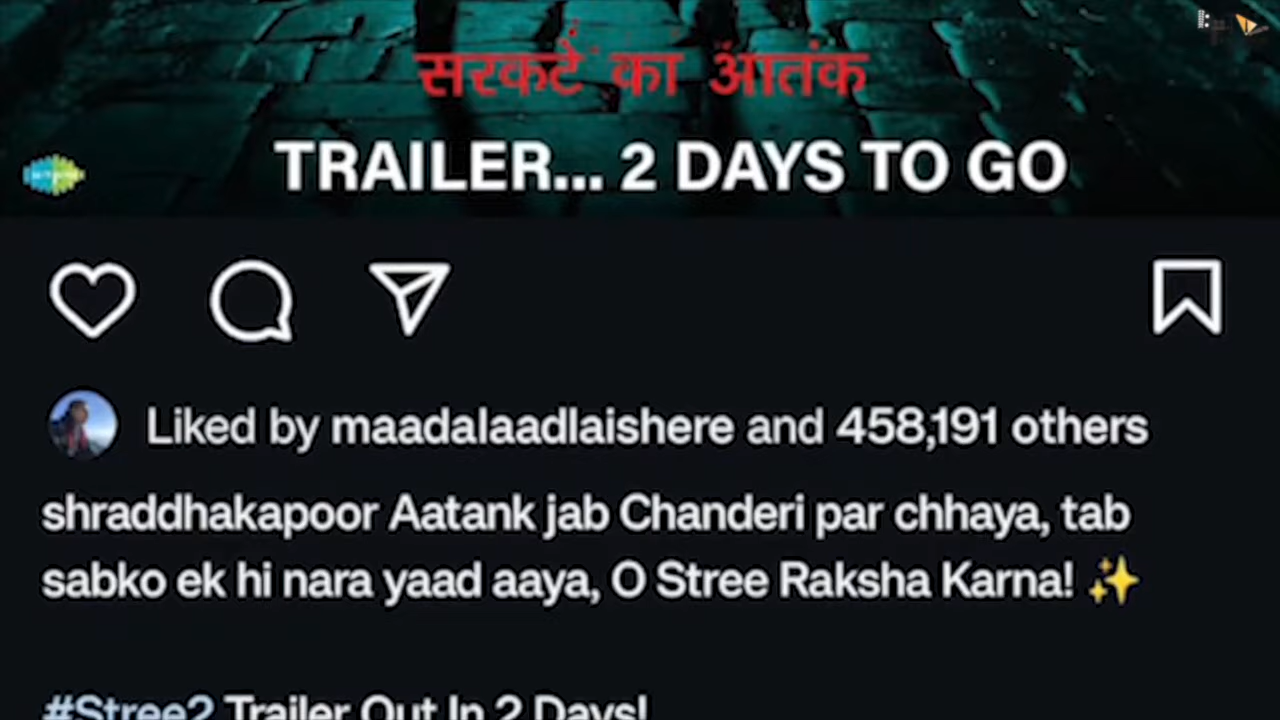 सरकटे का आतंक
TRAILER... 2 DAYS TO GO
Liked by maadalaadlaishere and 458,191 others
shraddhakapoor Aatank jab Chanderi par chhaya, tab
sabko ek hi nara yaad aaya, O Stree Raksha Karna! ✨
#Stree2 Trailer Out In 2 Days!